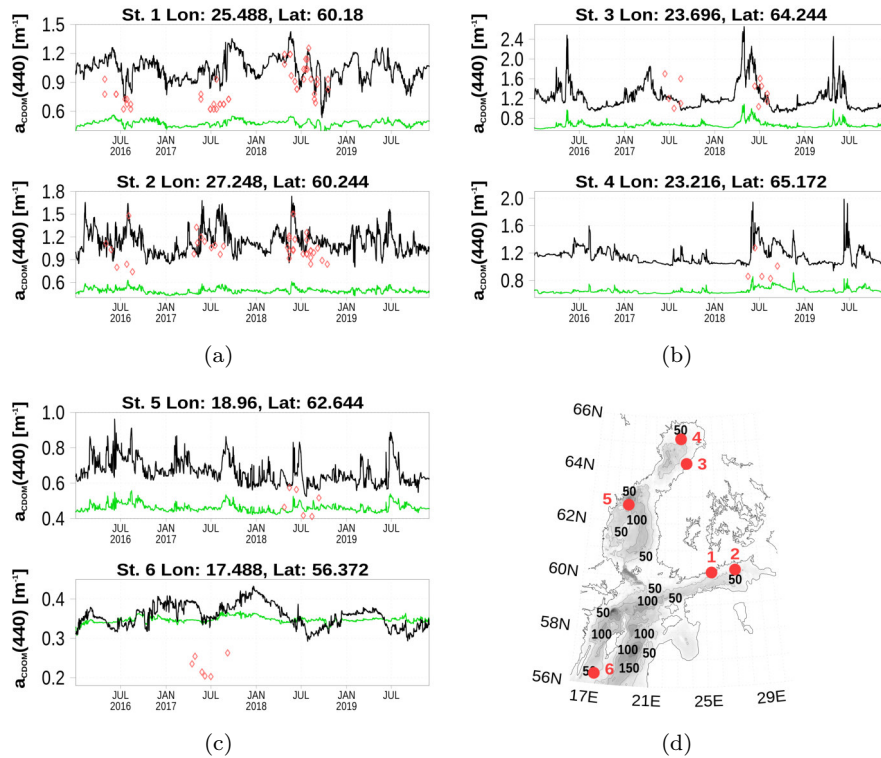 St. 1 Lon: 25.488, Lat: 60.18
aCDOM(440) [m⁻¹]
1.5
1.2
0.9
0.6
JUL 2016 JAN 2017 JUL JAN 2018 JUL JAN 2019 JUL
St. 2 Lon: 27.248, Lat: 60.244
aCDOM(440) [m⁻¹]
1.8
1.5
1.2
0.9
0.6
JUL 2016 JAN 2017 JUL JAN 2018 JUL JAN 2019 JUL
(a)
St. 3 Lon: 23.696, Lat: 64.244
aCDOM(440) [m⁻¹]
2.4
2.0
1.6
1.2
0.8
JUL 2016 JAN 2017 JUL JAN 2018 JUL JAN 2019 JUL
St. 4 Lon: 23.216, Lat: 65.172
aCDOM(440) [m⁻¹]
2.0
1.6
1.2
0.8
JUL 2016 JAN 2017 JUL JAN 2018 JUL JAN 2019 JUL
(b)
St. 5 Lon: 18.96, Lat: 62.644
aCDOM(440) [m⁻¹]
1.0
0.8
0.6
0.4
JUL 2016 JAN 2017 JUL JAN 2018 JUL JAN 2019 JUL
St. 6 Lon: 17.488, Lat: 56.372
aCDOM(440) [m⁻¹]
0.4
0.3
0.2
JUL 2016 JAN 2017 JUL JAN 2018 JUL JAN 2019 JUL
(c)
66N
50 4
64N
3
5 50
62N
100
50
50
1 2
60N
50
50
100 50
50
58N
100 100
100 50
150
50 6
56N
17E 21E 25E 29E
(d)